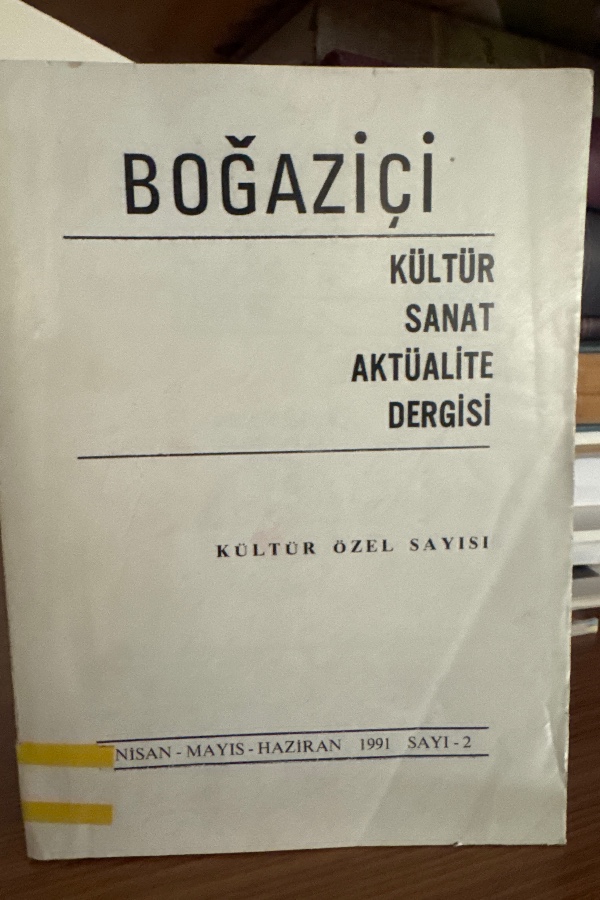 BOĞAZİÇİ
KÜLTÜR
SANAT
AKTÜALİTE
DERGİSİ
KÜLTÜR ÖZEL SAYISI
NİSAN - MAYIS - HAZİRAN 1991 SAYI - 2